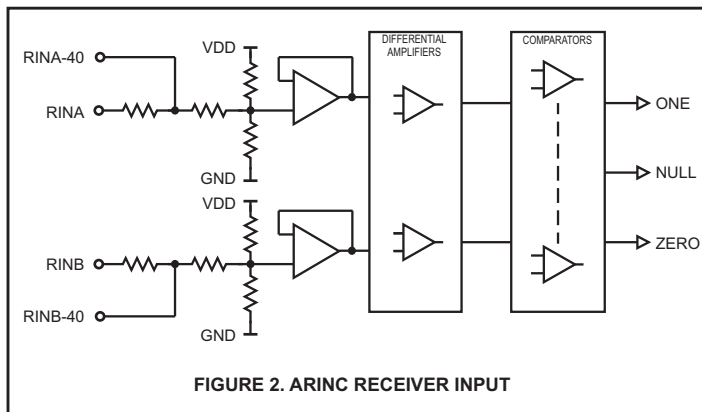 DIFFERENTIAL
AMPLIFIERS
COMPARATORS
VDD
RINA-40
RINA
GND
ONE
NULL
ZERO
VDD
RINB
RINB-40
GND
FIGURE 2. ARINC RECEIVER INPUT